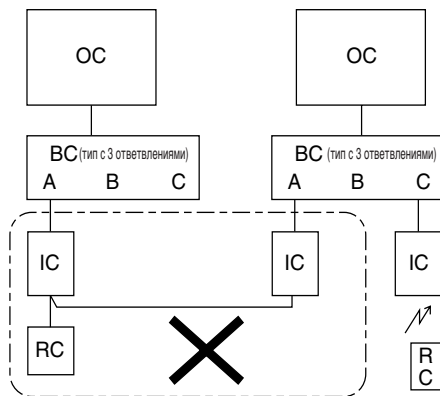 OC OC
BC (тип с 3 ответвлениями) BC (тип с 3 ответвлениями)
A B C A B C
IC IC IC
RC R
C